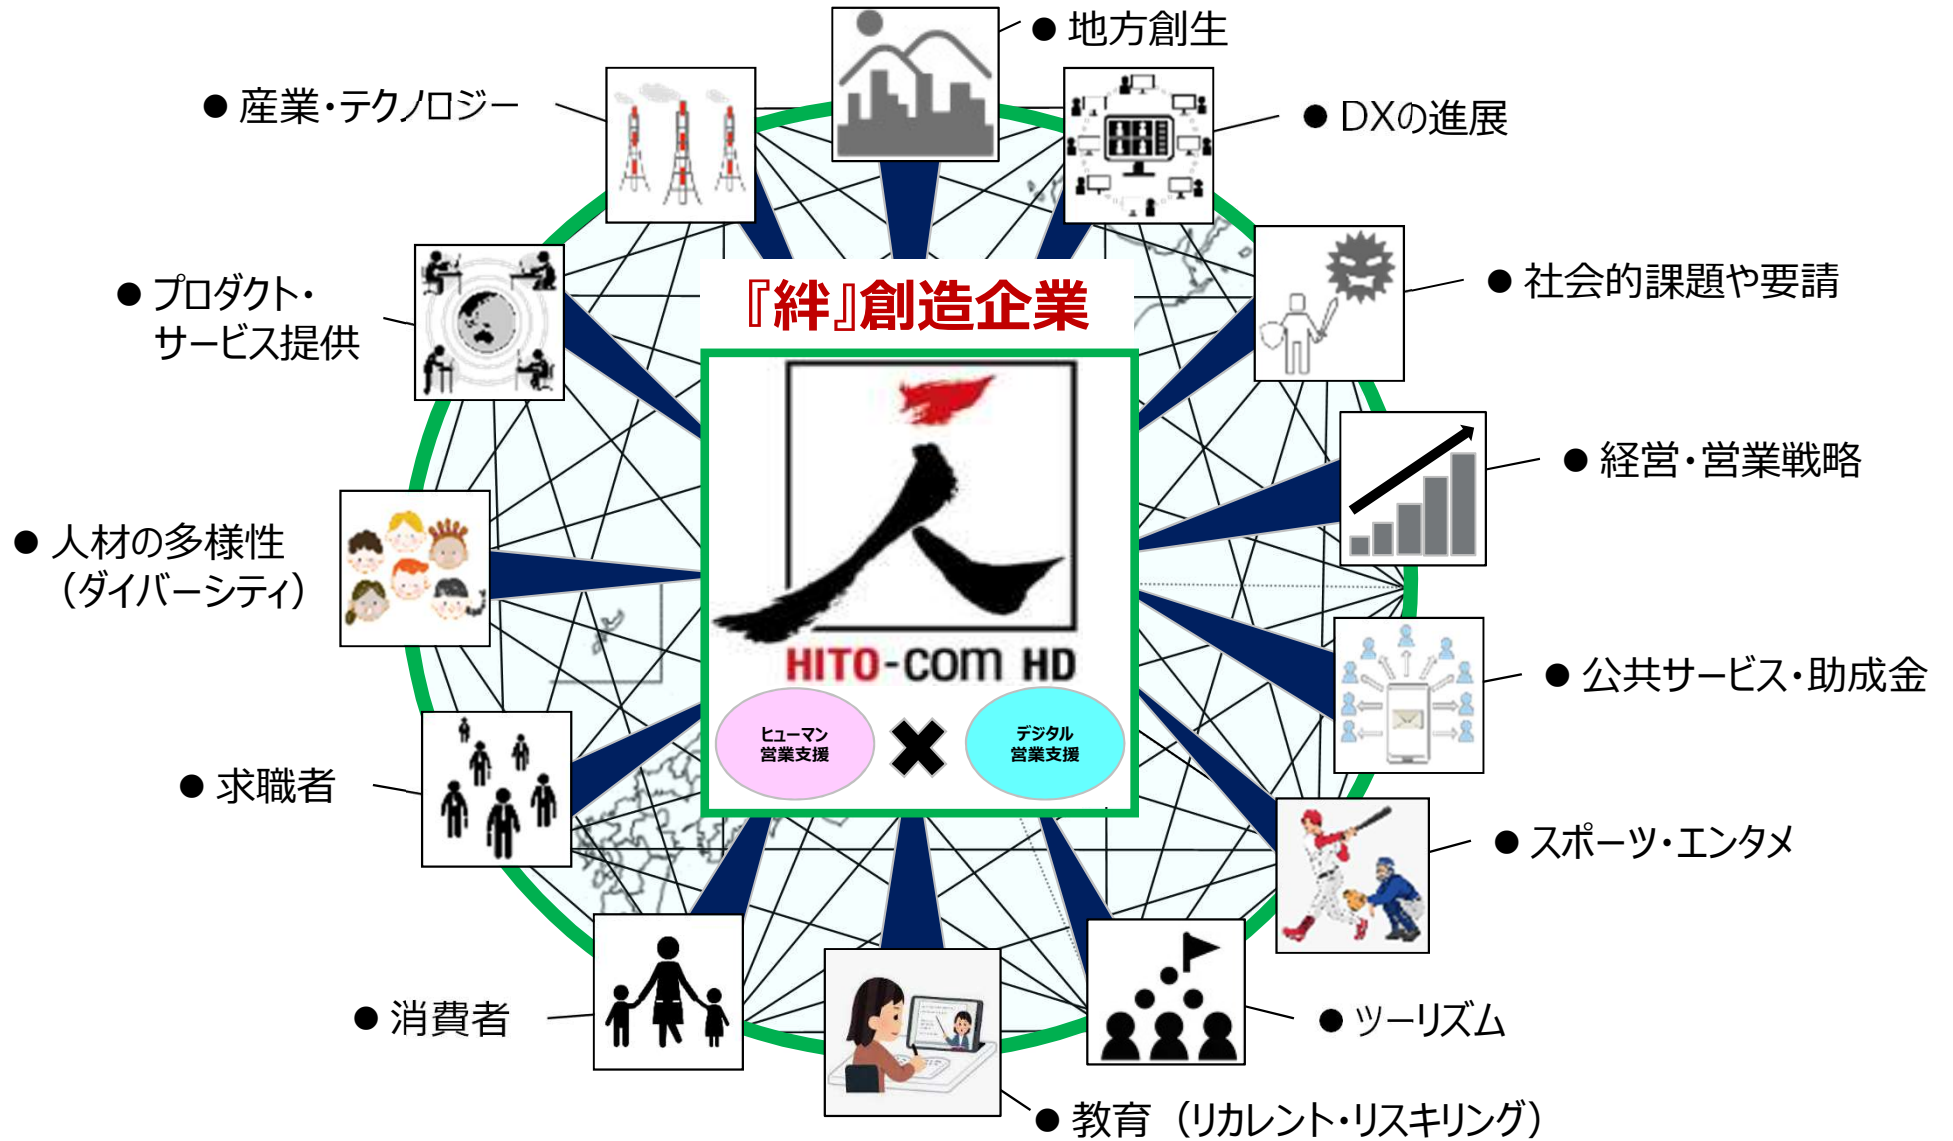 ● 地方創生
● 産業・テクノロジー
● DXの進展
● 社会的課題や要請
● プロダクト・
サービス提供
『絆』創造企業
● 経営・営業戦略
● 人材の多様性
（ダイバーシティ）
人
HITO-com HD
● 公共サービス・助成金
ヒューマン
営業支援
✖
デジタル
営業支援
● 求職者
● スポーツ・エンタメ
● 消費者
● ツーリズム
● 教育（リカレント・リスキリング）